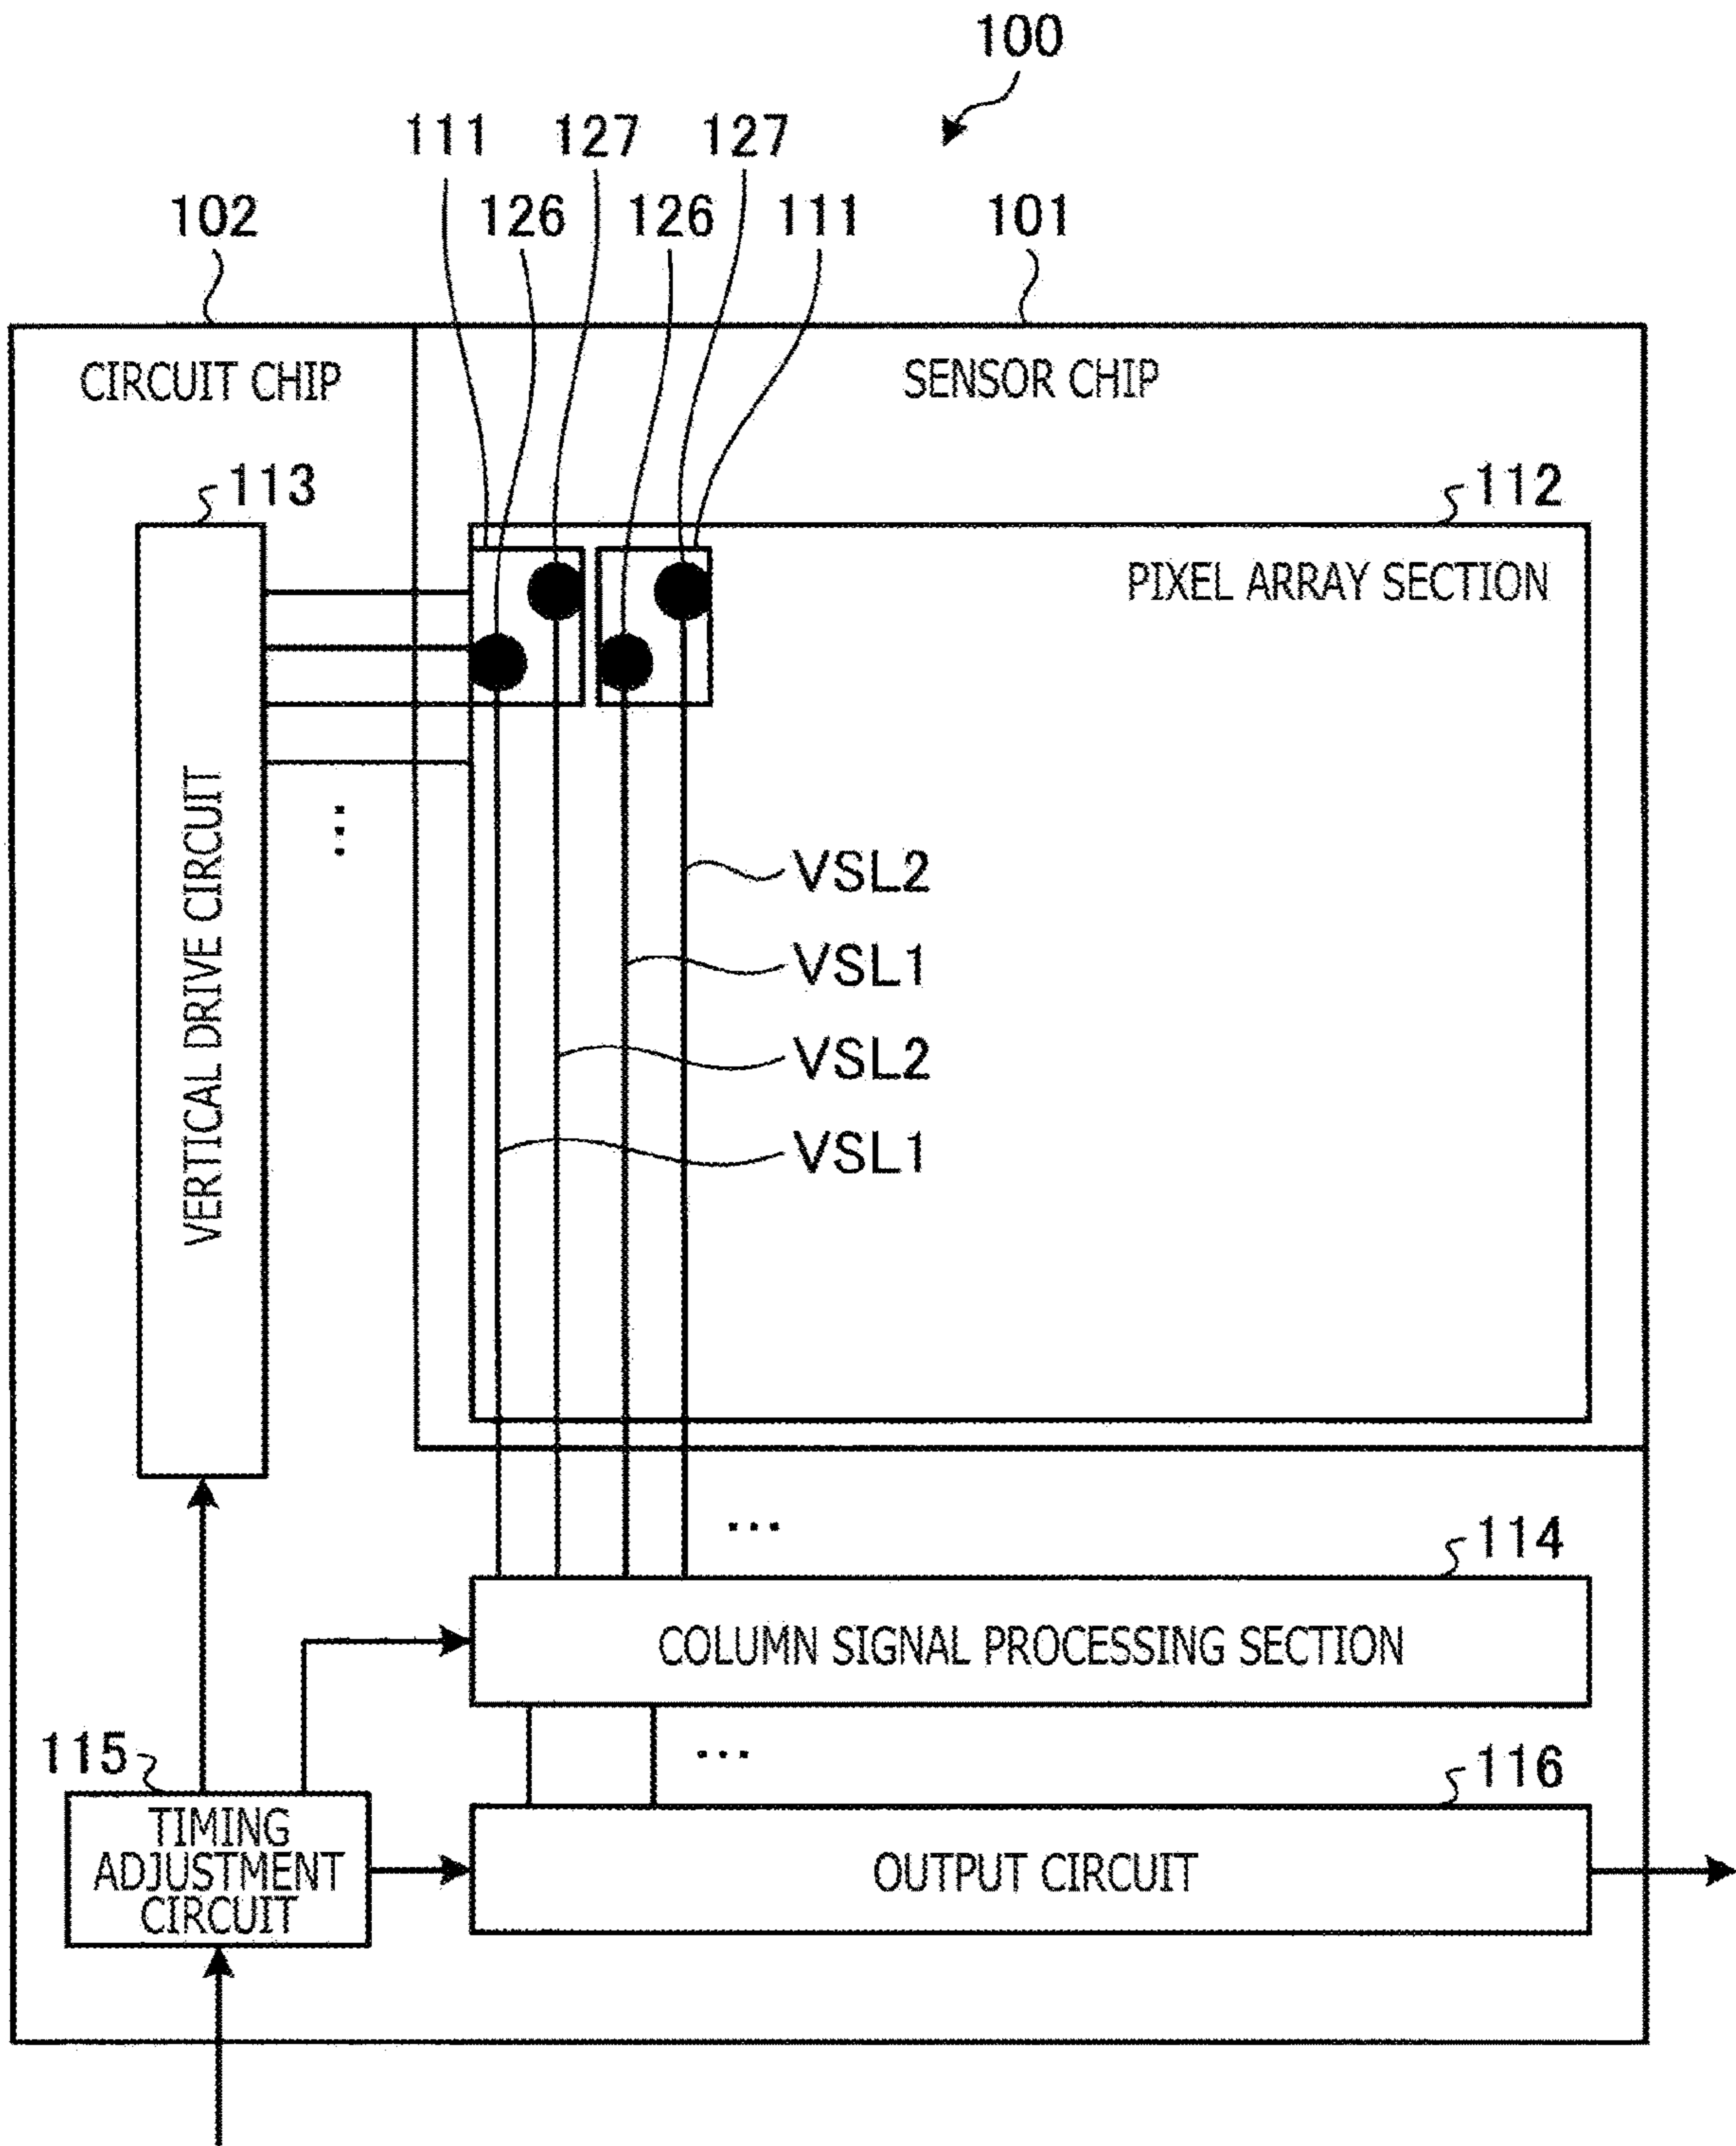 100
111
127
127
102
126
126
111
101
CIRCUIT CHIP
SENSOR CHIP
113
112
PIXEL ARRAY SECTION
VERTICAL DRIVE CIRCUIT
...
VSL2
VSL1
VSL2
VSL1
...
114
COLUMN SIGNAL PROCESSING SECTION
115
...
116
TIMING
ADJUSTMENT
CIRCUIT
OUTPUT CIRCUIT